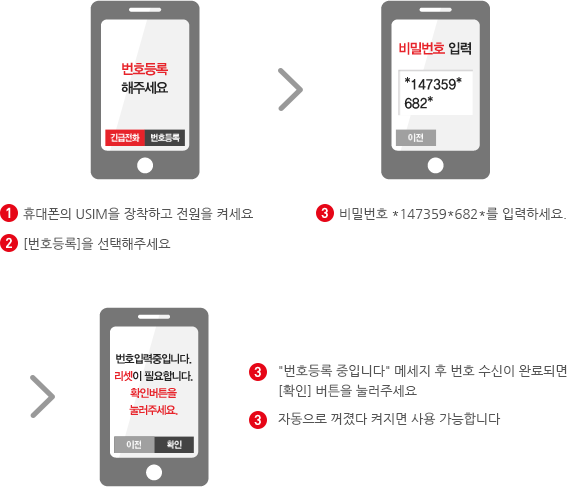 번호등록
해주세요
긴급전화 번호등록
비밀번호 입력
*147359*
682*
이전
1 휴대폰의 USIM을 장착하고 전원을 켜세요
2 [번호등록]을 선택해주세요
3 비밀번호 *147359*682*를 입력하세요.
번호입력중입니다.
리셋이 필요합니다.
확인버튼을
눌러주세요.
이전 확인
3 "번호등록 중입니다" 메세지 후 번호 수신이 완료되면
[확인] 버튼을 눌러주세요
3 자동으로 꺼졌다 켜지면 사용 가능합니다